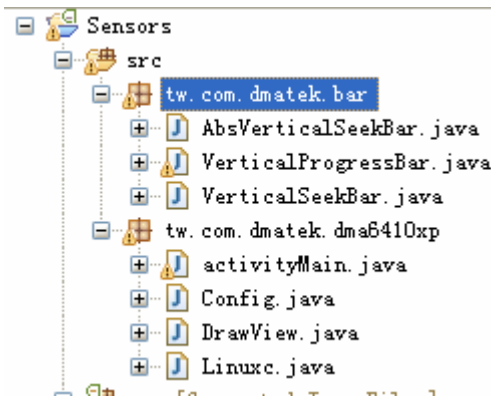 Sensors
src
tw.com.dmatek.bar
AbsVerticalSeekBar.java
VerticalProgressBar.java
VerticalSeekBar.java
tw.com.dmatek.dma6410xp
activityMain.java
Config.java
DrawView.java
Linuxc.java